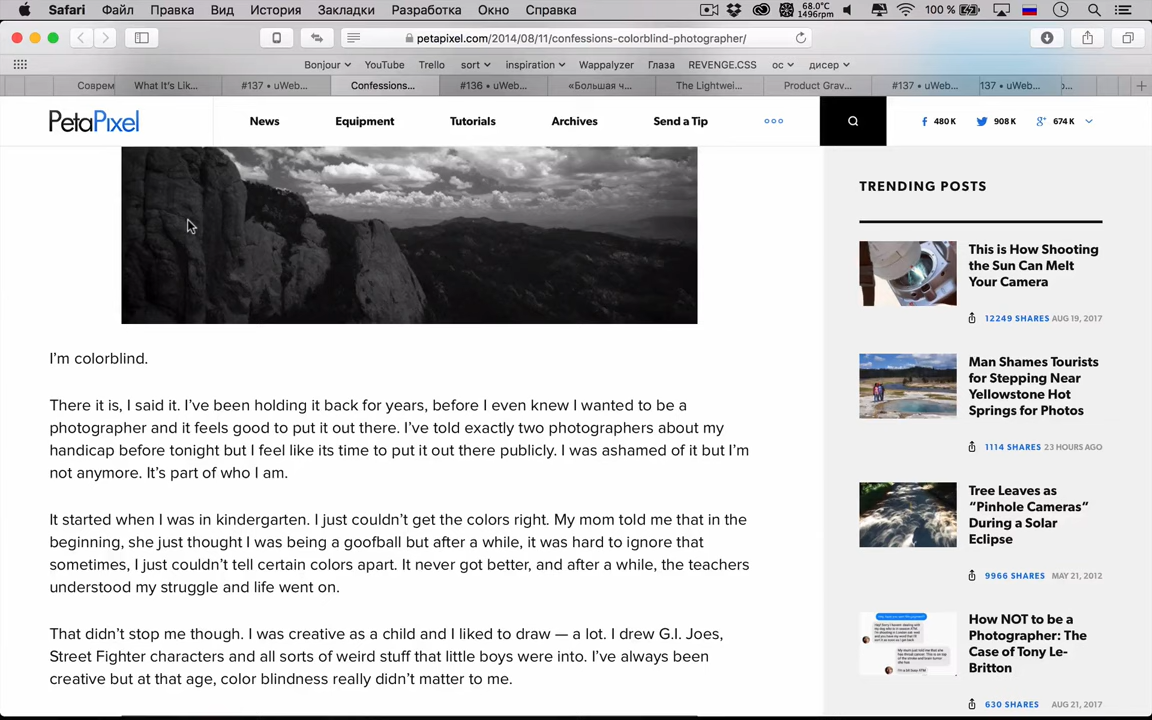 Safari Файл Правка Вид История Закладки Разработка Окно Справка 68.0°C 1496rpm 100 %
petapixel.com/2014/08/11/confessions-colorblind-photographer/
Bonjour YouTube Trello sort inspiration Wappalyzer Глаза REVENGE.CSS ос дисер
Соврем What It's Lik... #137 • uWeb... Confessions... #136 • uWeb... «Большая ч... The Lightwei... Product Grav... #137 • uWeb... 137 • uWeb...
PetaPixel News Equipment Tutorials Archives Send a Tip 480 K 908 K 674 K
TRENDING POSTS
This is How Shooting
the Sun Can Melt
Your Camera
12249 SHARES AUG 19, 2017
Man Shames Tourists
for Stepping Near
Yellowstone Hot
Springs for Photos
1114 SHARES 23 HOURS AGO
Tree Leaves as
“Pinhole Cameras”
During a Solar
Eclipse
9966 SHARES MAY 21, 2012
How NOT to be a
Photographer: The
Case of Tony Le-
Britton
630 SHARES AUG 21, 2017
I’m colorblind.
There it is, I said it. I’ve been holding it back for years, before I even knew I wanted to be a
photographer and it feels good to put it out there. I’ve told exactly two photographers about my
handicap before tonight but I feel like its time to put it out there publicly. I was ashamed of it but I’m
not anymore. It’s part of who I am.
It started when I was in kindergarten. I just couldn’t get the colors right. My mom told me that in the
beginning, she just thought I was being a goofball but after a while, it was hard to ignore that
sometimes, I just couldn’t tell certain colors apart. It never got better, and after a while, the teachers
understood my struggle and life went on.
That didn’t stop me though. I was creative as a child and I liked to draw — a lot. I drew G.I. Joes,
Street Fighter characters and all sorts of weird stuff that little boys were into. I’ve always been
creative but at that age, color blindness really didn’t matter to me.